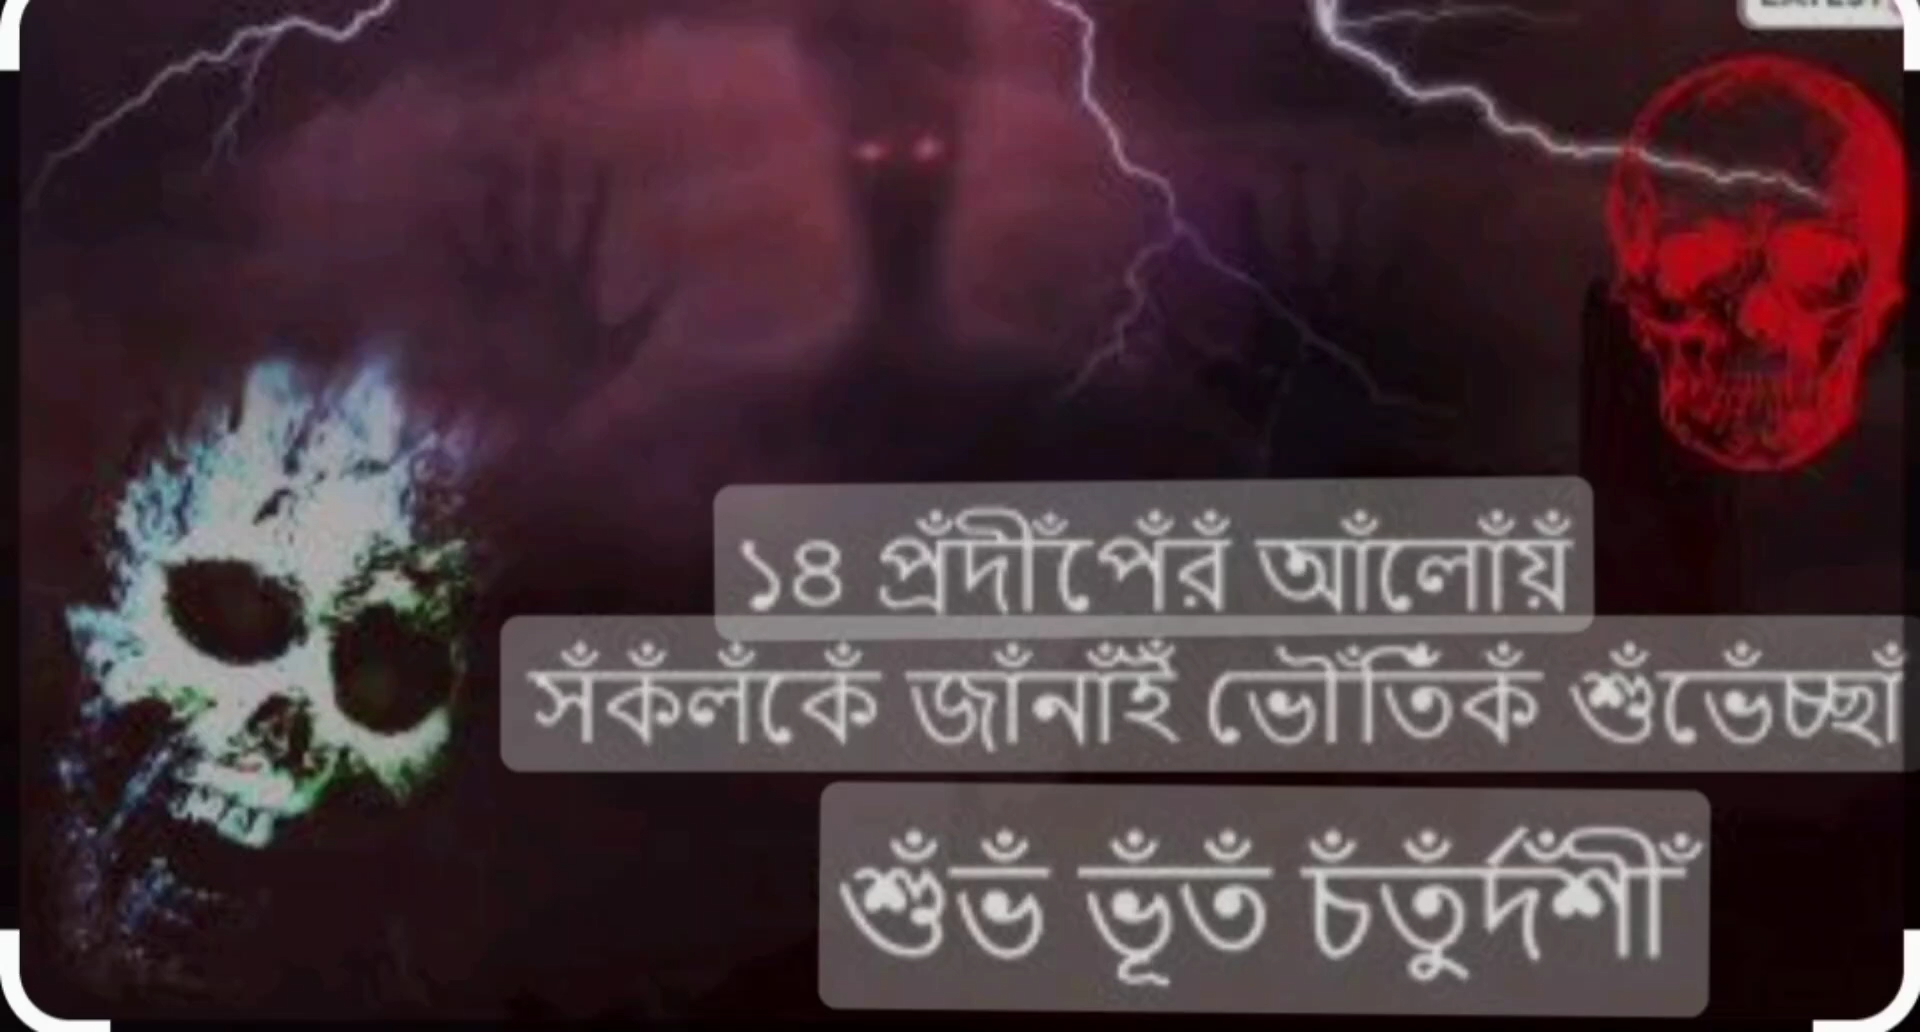 ১৪ প্রঁদীঁপেঁরঁ আঁলোঁয়ঁ
সঁকঁলঁকেঁ জাঁনাঁইঁ ভৌঁতিঁকঁ শুঁভেঁচ্ছাঁ
শুঁভঁ ভূঁতঁ চঁতুঁর্দঁশীঁ